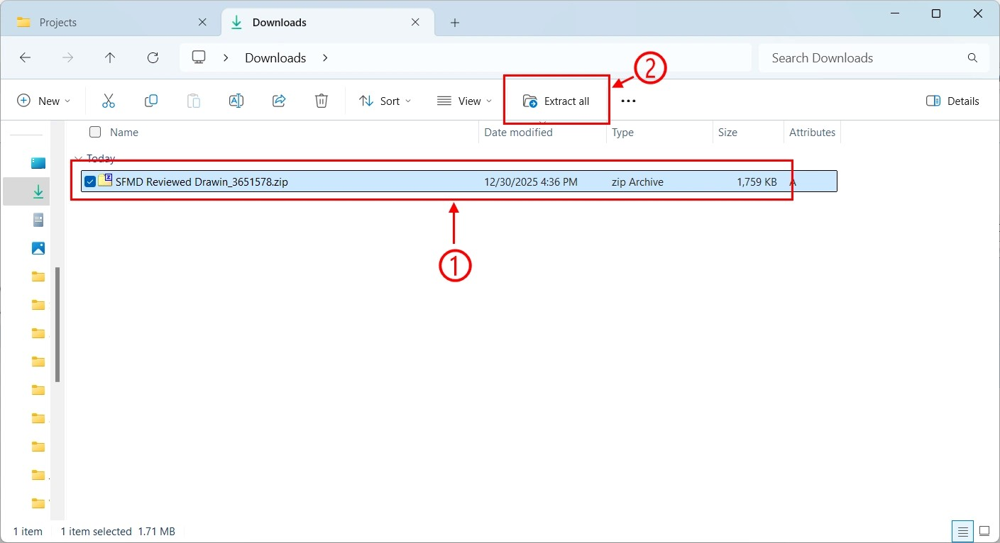 Projects
Downloads
Downloads
Search Downloads
2
New
Sort
View
Extract all
Details
Name
Date modified
Type
Size
Attributes
Today
SFMD Reviewed Drawin_3651578.zip
12/30/2025 4:36 PM
zip Archive
1,759 KB
A
1
1 item
1 item selected 1.71 MB